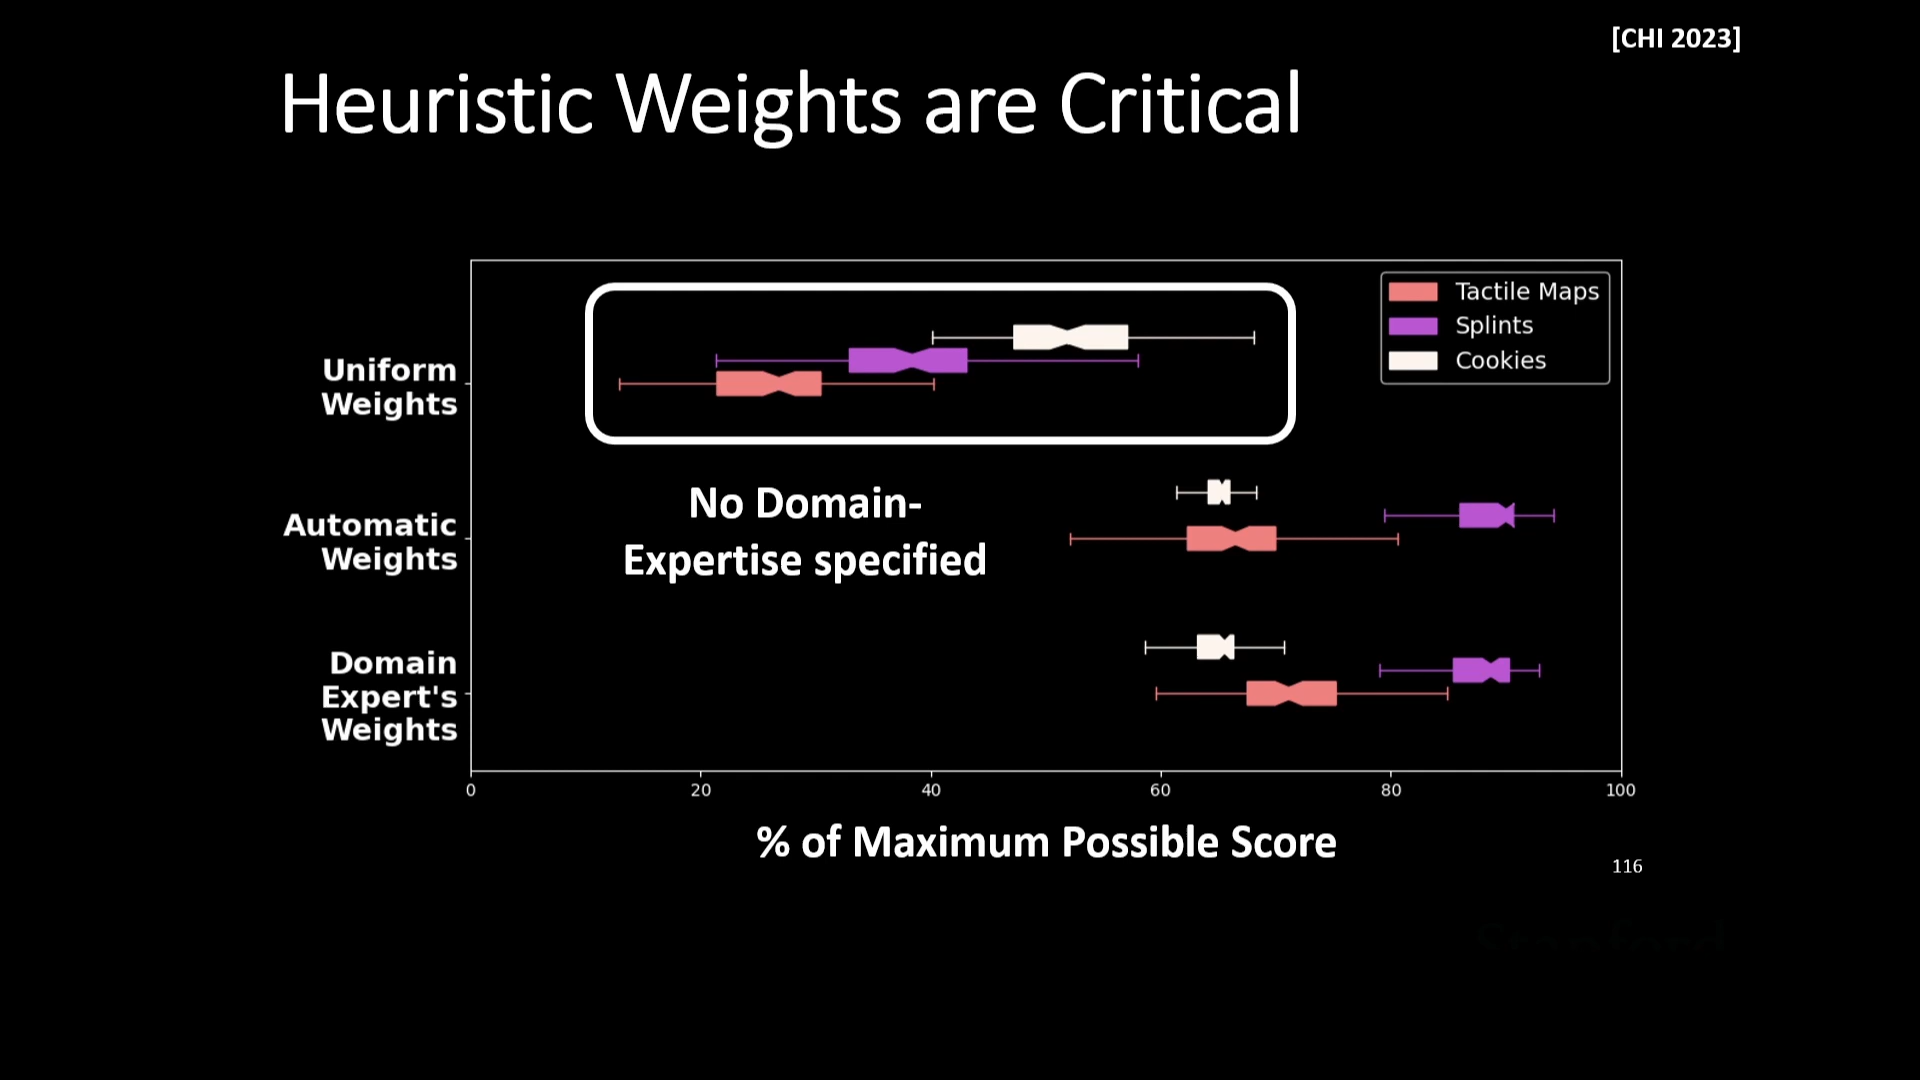 [CHI 2023]
Heuristic Weights are Critical
Tactile Maps
Splints
Cookies
Uniform
Weights
No Domain-
Expertise specified
Automatic
Weights
Domain
Expert's
Weights
0 20 40 60 80 100
% of Maximum Possible Score
116